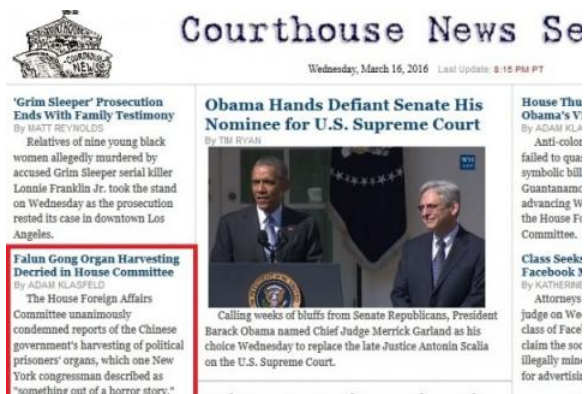 COURTHOUSE
NEWS
Courthouse News Se
Wednesday, March 16, 2016 Last Update: 8:15 PM PT
'Grim Sleeper' Prosecution
Ends With Family Testimony
By MATT REYNOLDS
Relatives of nine young black
women allegedly murdered by
accused Grim Sleeper serial killer
Lonnie Franklin Jr. took the stand
on Wednesday as the prosecution
rested its case in downtown Los
Angeles.
Falun Gong Organ Harvesting
Decried in House Committee
By ADAM KLASFELD
The House Foreign Affairs
Committee unanimously
condemned reports of the Chinese
government's harvesting of political
prisoners' organs, which one New
York congressman described as
"something out of a horror story."
Obama Hands Defiant Senate His
Nominee for U.S. Supreme Court
By TIM RYAN
WH
Calling weeks of bluffs from Senate Republicans, President
Barack Obama named Chief Judge Merrick Garland as his
choice Wednesday to replace the late Justice Antonin Scalia
on the U.S. Supreme Court.
House Thu
Obama's V
By ADAM KLA
Anti-color
failed to qua
symbolic bill
Guantanamo
advancing W
the House Fo
Committee.
Class Seeks
Facebook M
By KATHERINE
Attorneys
judge on We
class of Face
claim the soc
illegally mine
for advertisin